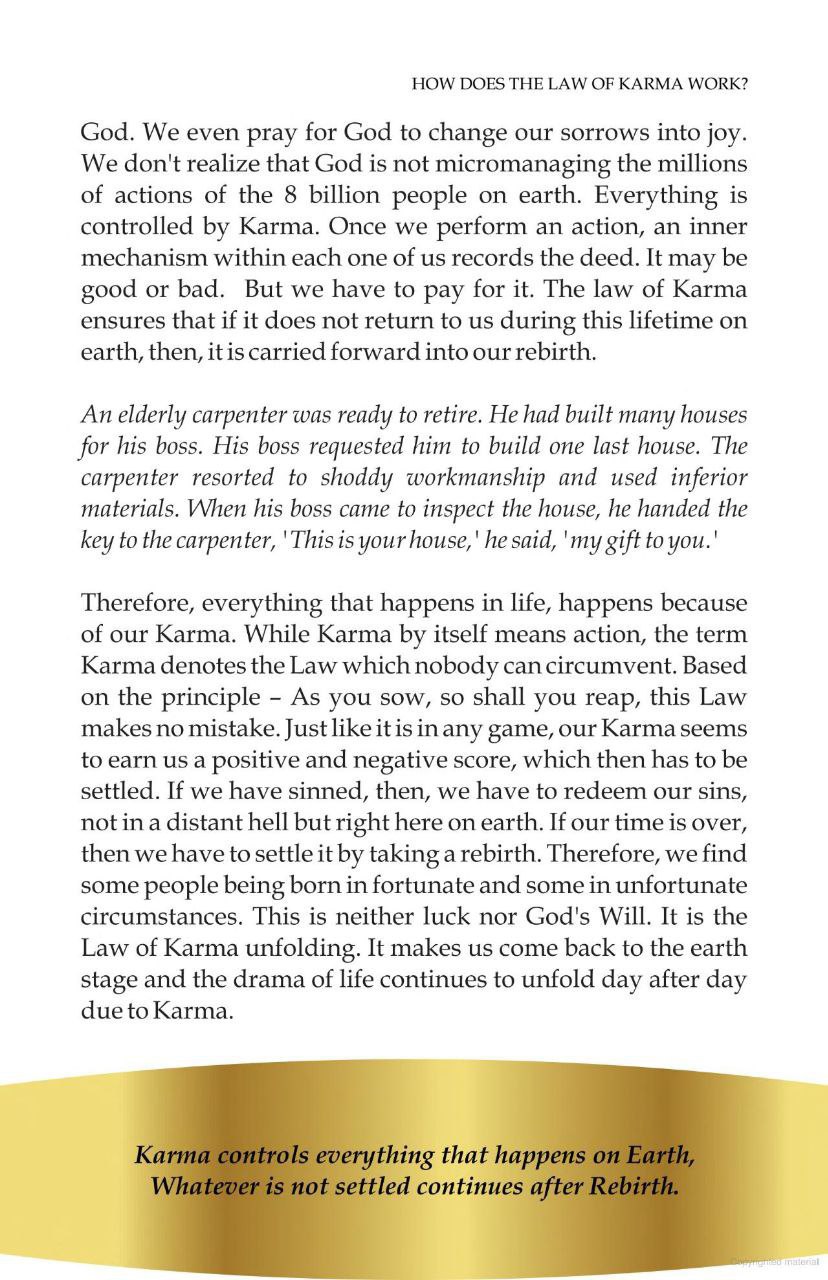 HOW DOES THE LAW OF KARMA WORK?
God. We even pray for God to change our sorrows into joy.
We don't realize that God is not micromanaging the millions
of actions of the 8 billion people on earth. Everything is
controlled by Karma. Once we perform an action, an inner
mechanism within each one of us records the deed. It may be
good or bad. But we have to pay for it. The law of Karma
ensures that if it does not return to us during this lifetime on
earth, then, it is carried forward into our rebirth.
An elderly carpenter was ready to retire. He had built many houses
for his boss. His boss requested him to build one last house. The
carpenter resorted to shoddy workmanship and used inferior
materials. When his boss came to inspect the house, he handed the
key to the carpenter, 'This is your house,' he said, 'my gift to you.'
Therefore, everything that happens in life, happens because
of our Karma. While Karma by itself means action, the term
Karma denotes the Law which nobody can circumvent. Based
on the principle – As you sow, so shall you reap, this Law
makes no mistake. Just like it is in any game, our Karma seems
to earn us a positive and negative score, which then has to be
settled. If we have sinned, then, we have to redeem our sins,
not in a distant hell but right here on earth. If our time is over,
then we have to settle it by taking a rebirth. Therefore, we find
some people being born in fortunate and some in unfortunate
circumstances. This is neither luck nor God's Will. It is the
Law of Karma unfolding. It makes us come back to the earth
stage and the drama of life continues to unfold day after day
due to Karma.
Karma controls everything that happens on Earth,
Whatever is not settled continues after Rebirth.
Copyrighted material